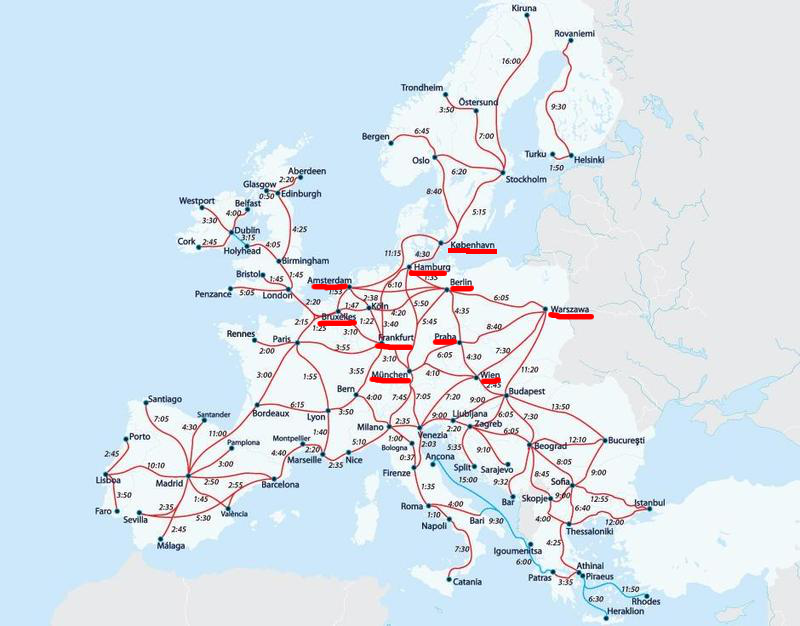 Kiruna
Rovaniemi
16:00
Trondheim
3:50
Östersund
9:30
Bergen
6:45
7:00
Oslo
6:20
Turku
Helsinki
1:50
Stockholm
8:40
5:15
Aberdeen
Glasgow
2:20
0:50
Edinburgh
Westport
Belfast
4:00
3:30
Dublin
3:15
4:25
Cork
2:45
Holyhead
4:05
København
Birmingham
11:15
4:30
Hamburg
1:35
Bristol
1:45
1:45
Amsterdam
1:53
Berlin
6:10
Penzance
5:05
London
2:20
1:47
2:38
Köln
4:20
5:50
6:05
Warszawa
Bruxelles
2:15
1:25
1:22
3:40
5:45
4:35
8:40
Rennes
Paris
3:10
Frankfurt
Praha
2:00
3:55
6:05
4:30
7:30
3:00
1:55
3:55
München
4:10
Wien
2:45
11:20
Bern
4:00
7:45
7:05
7:20
9:00
Budapest
Santiago
Santander
Bordeaux
6:15
Lyon
3:50
Milano
2:35
9:00
Ljubljana
6:05
13:50
7:05
4:30
11:00
1:40
5:10
1:00
Venezia
2:03
2:20
Zagreb
6:05
7:30
Porto
Pamplona
Montpellier
Bologna
0:37
Ancona
5:35
9:10
Beograd
12:10
Bucureşti
2:45
3:00
4:40
Marseille
2:35
Nice
Firenze
Split
Sarajevo
8:05
Lisboa
10:10
Madrid
2:50
2:55
Barcelona
15:00
9:32
8:45
Sofia
9:00
3:50
1:45
1:35
Bar
Skopje
9:00
12:55
Faro
Sevilla
2:35
5:30
València
Roma
4:00
6:40
Istanbul
2:45
1:10
Napoli
Bari
9:30
4:00
Thessaloniki
12:00
Málaga
7:30
Igoumenitsa
4:25
6:00
Athinai
Catania
Patras
3:35
Piraeus
11:50
Rhodes
6:30
Heraklion